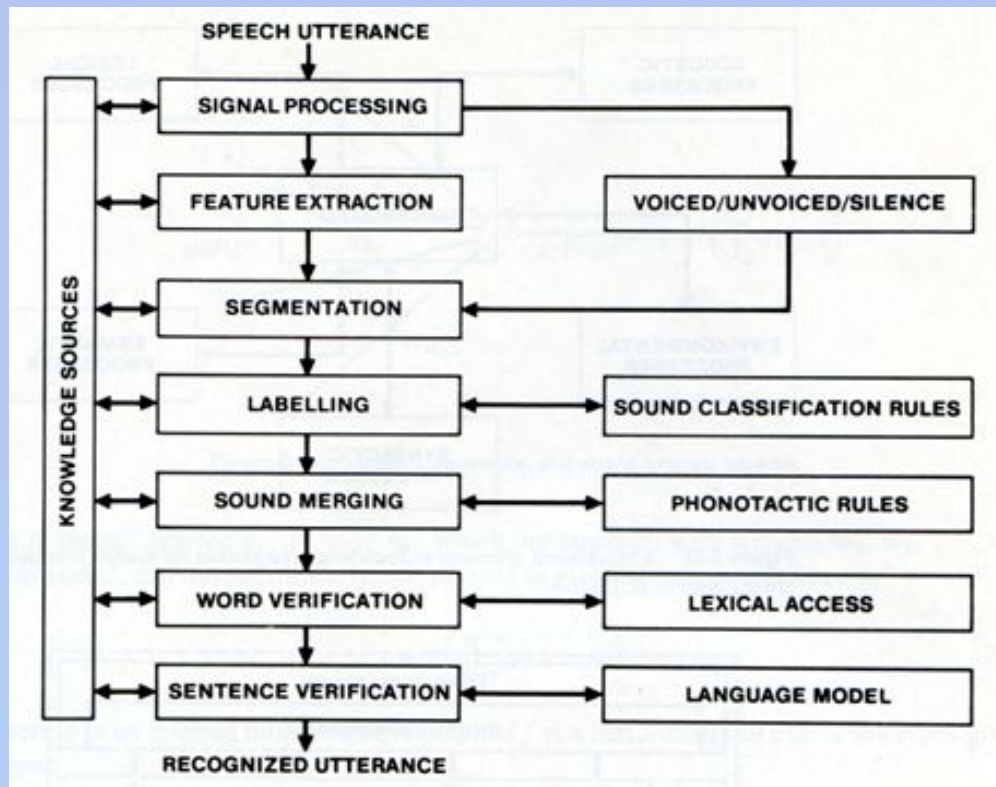 SPEECH UTTERANCE
SIGNAL PROCESSING
FEATURE EXTRACTION
VOICED/UNVOICED/SILENCE
SEGMENTATION
KNOWLEDGE SOURCES
LABELLING
SOUND CLASSIFICATION RULES
SOUND MERGING
PHONOTACTIC RULES
WORD VERIFICATION
LEXICAL ACCESS
SENTENCE VERIFICATION
LANGUAGE MODEL
RECOGNIZED UTTERANCE